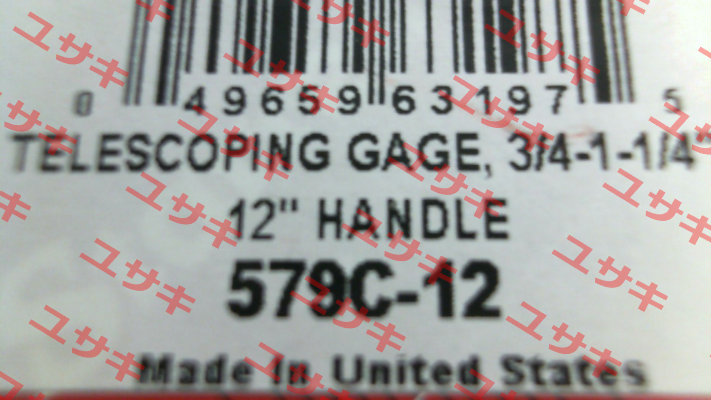 0 49659 63197 5
TELESCOPING GAGE, 3/4-1-1/4"
12" HANDLE
579C-12
Made In United States
ユサキ